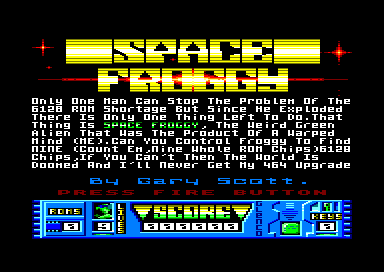 SPACE
FROGGY
Only One Man Can Stop The Problem Of The
6128 ROM Shortage But Since He Exploded
There Is Only One Thing Left To Do.That
Thing Is SPACE FROGGY, The Weird Green
Alien That Was The Product Of A Warped
Mind (ME).Can You Control Froggy To Find
NINE (Count Em,Nine Whole ROM Chips)6128
Chips,If You Can't Then The World Is
Doomed And I'll Never Get My 464 Upgrade
By Gary Scott.
PRESS FIRE BUTTON
ROMS
0
LIVES
9
SCORE
000000
KEYS
0